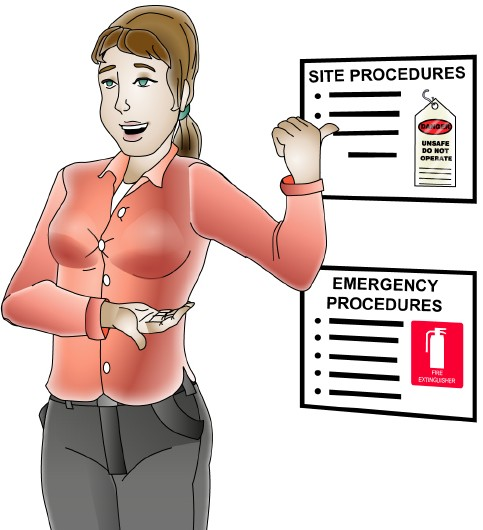 SITE PROCEDURES
DANGER
UNSAFE
DO NOT
OPERATE
EMERGENCY
PROCEDURES
FIRE
EXTINGUISHER